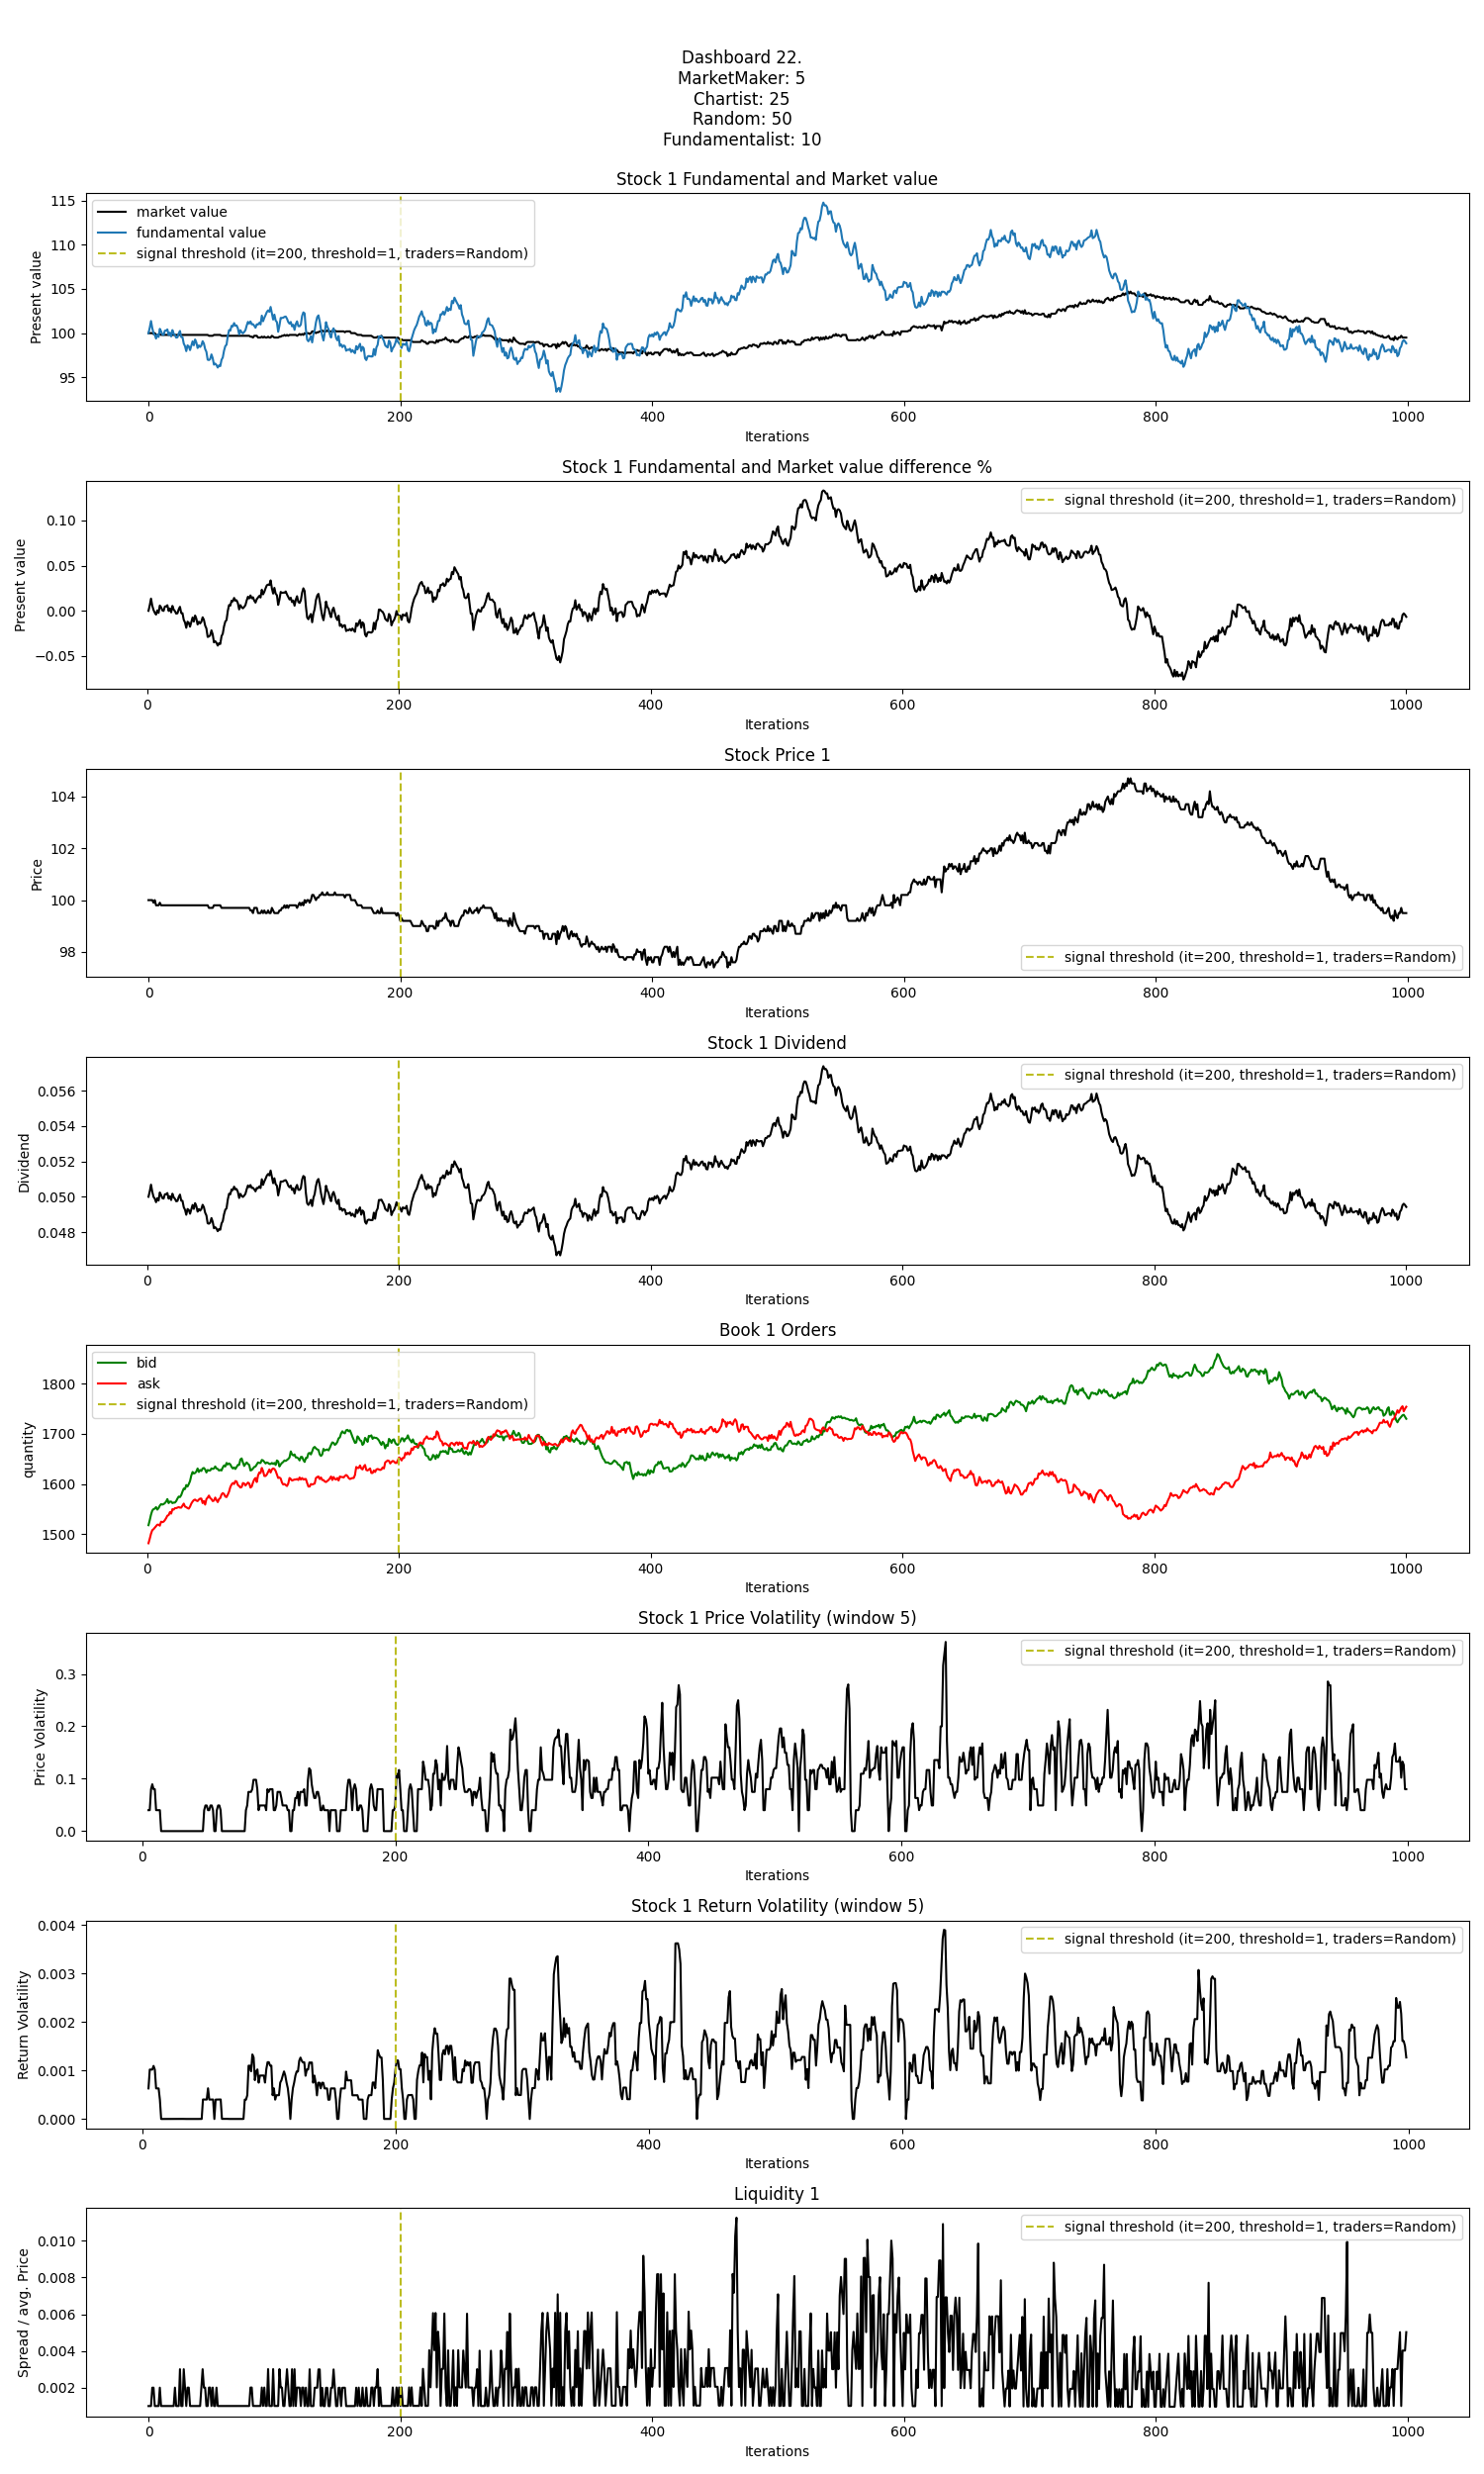 Dashboard 22.
MarketMaker: 5
Chartist: 25
Random: 50
Fundamentalist: 10
Stock 1 Fundamental and Market value
115
110
105
100
95
Present value
market value
fundamental value
signal threshold (it=200, threshold=1, traders=Random)
0 200 400 600 800 1000
Iterations
Stock 1 Fundamental and Market value difference %
0.10
0.05
0.00
−0.05
Present value
signal threshold (it=200, threshold=1, traders=Random)
0 200 400 600 800 1000
Iterations
Stock Price 1
104
102
100
98
Price
signal threshold (it=200, threshold=1, traders=Random)
0 200 400 600 800 1000
Iterations
Stock 1 Dividend
0.056
0.054
0.052
0.050
0.048
Dividend
signal threshold (it=200, threshold=1, traders=Random)
0 200 400 600 800 1000
Iterations
Book 1 Orders
1800
1700
1600
1500
quantity
bid
ask
signal threshold (it=200, threshold=1, traders=Random)
0 200 400 600 800 1000
Iterations
Stock 1 Price Volatility (window 5)
0.3
0.2
0.1
0.0
Price Volatility
signal threshold (it=200, threshold=1, traders=Random)
0 200 400 600 800 1000
Iterations
Stock 1 Return Volatility (window 5)
0.004
0.003
0.002
0.001
0.000
Return Volatility
signal threshold (it=200, threshold=1, traders=Random)
0 200 400 600 800 1000
Iterations
Liquidity 1
0.010
0.008
0.006
0.004
0.002
Spread / avg. Price
signal threshold (it=200, threshold=1, traders=Random)
0 200 400 600 800 1000
Iterations